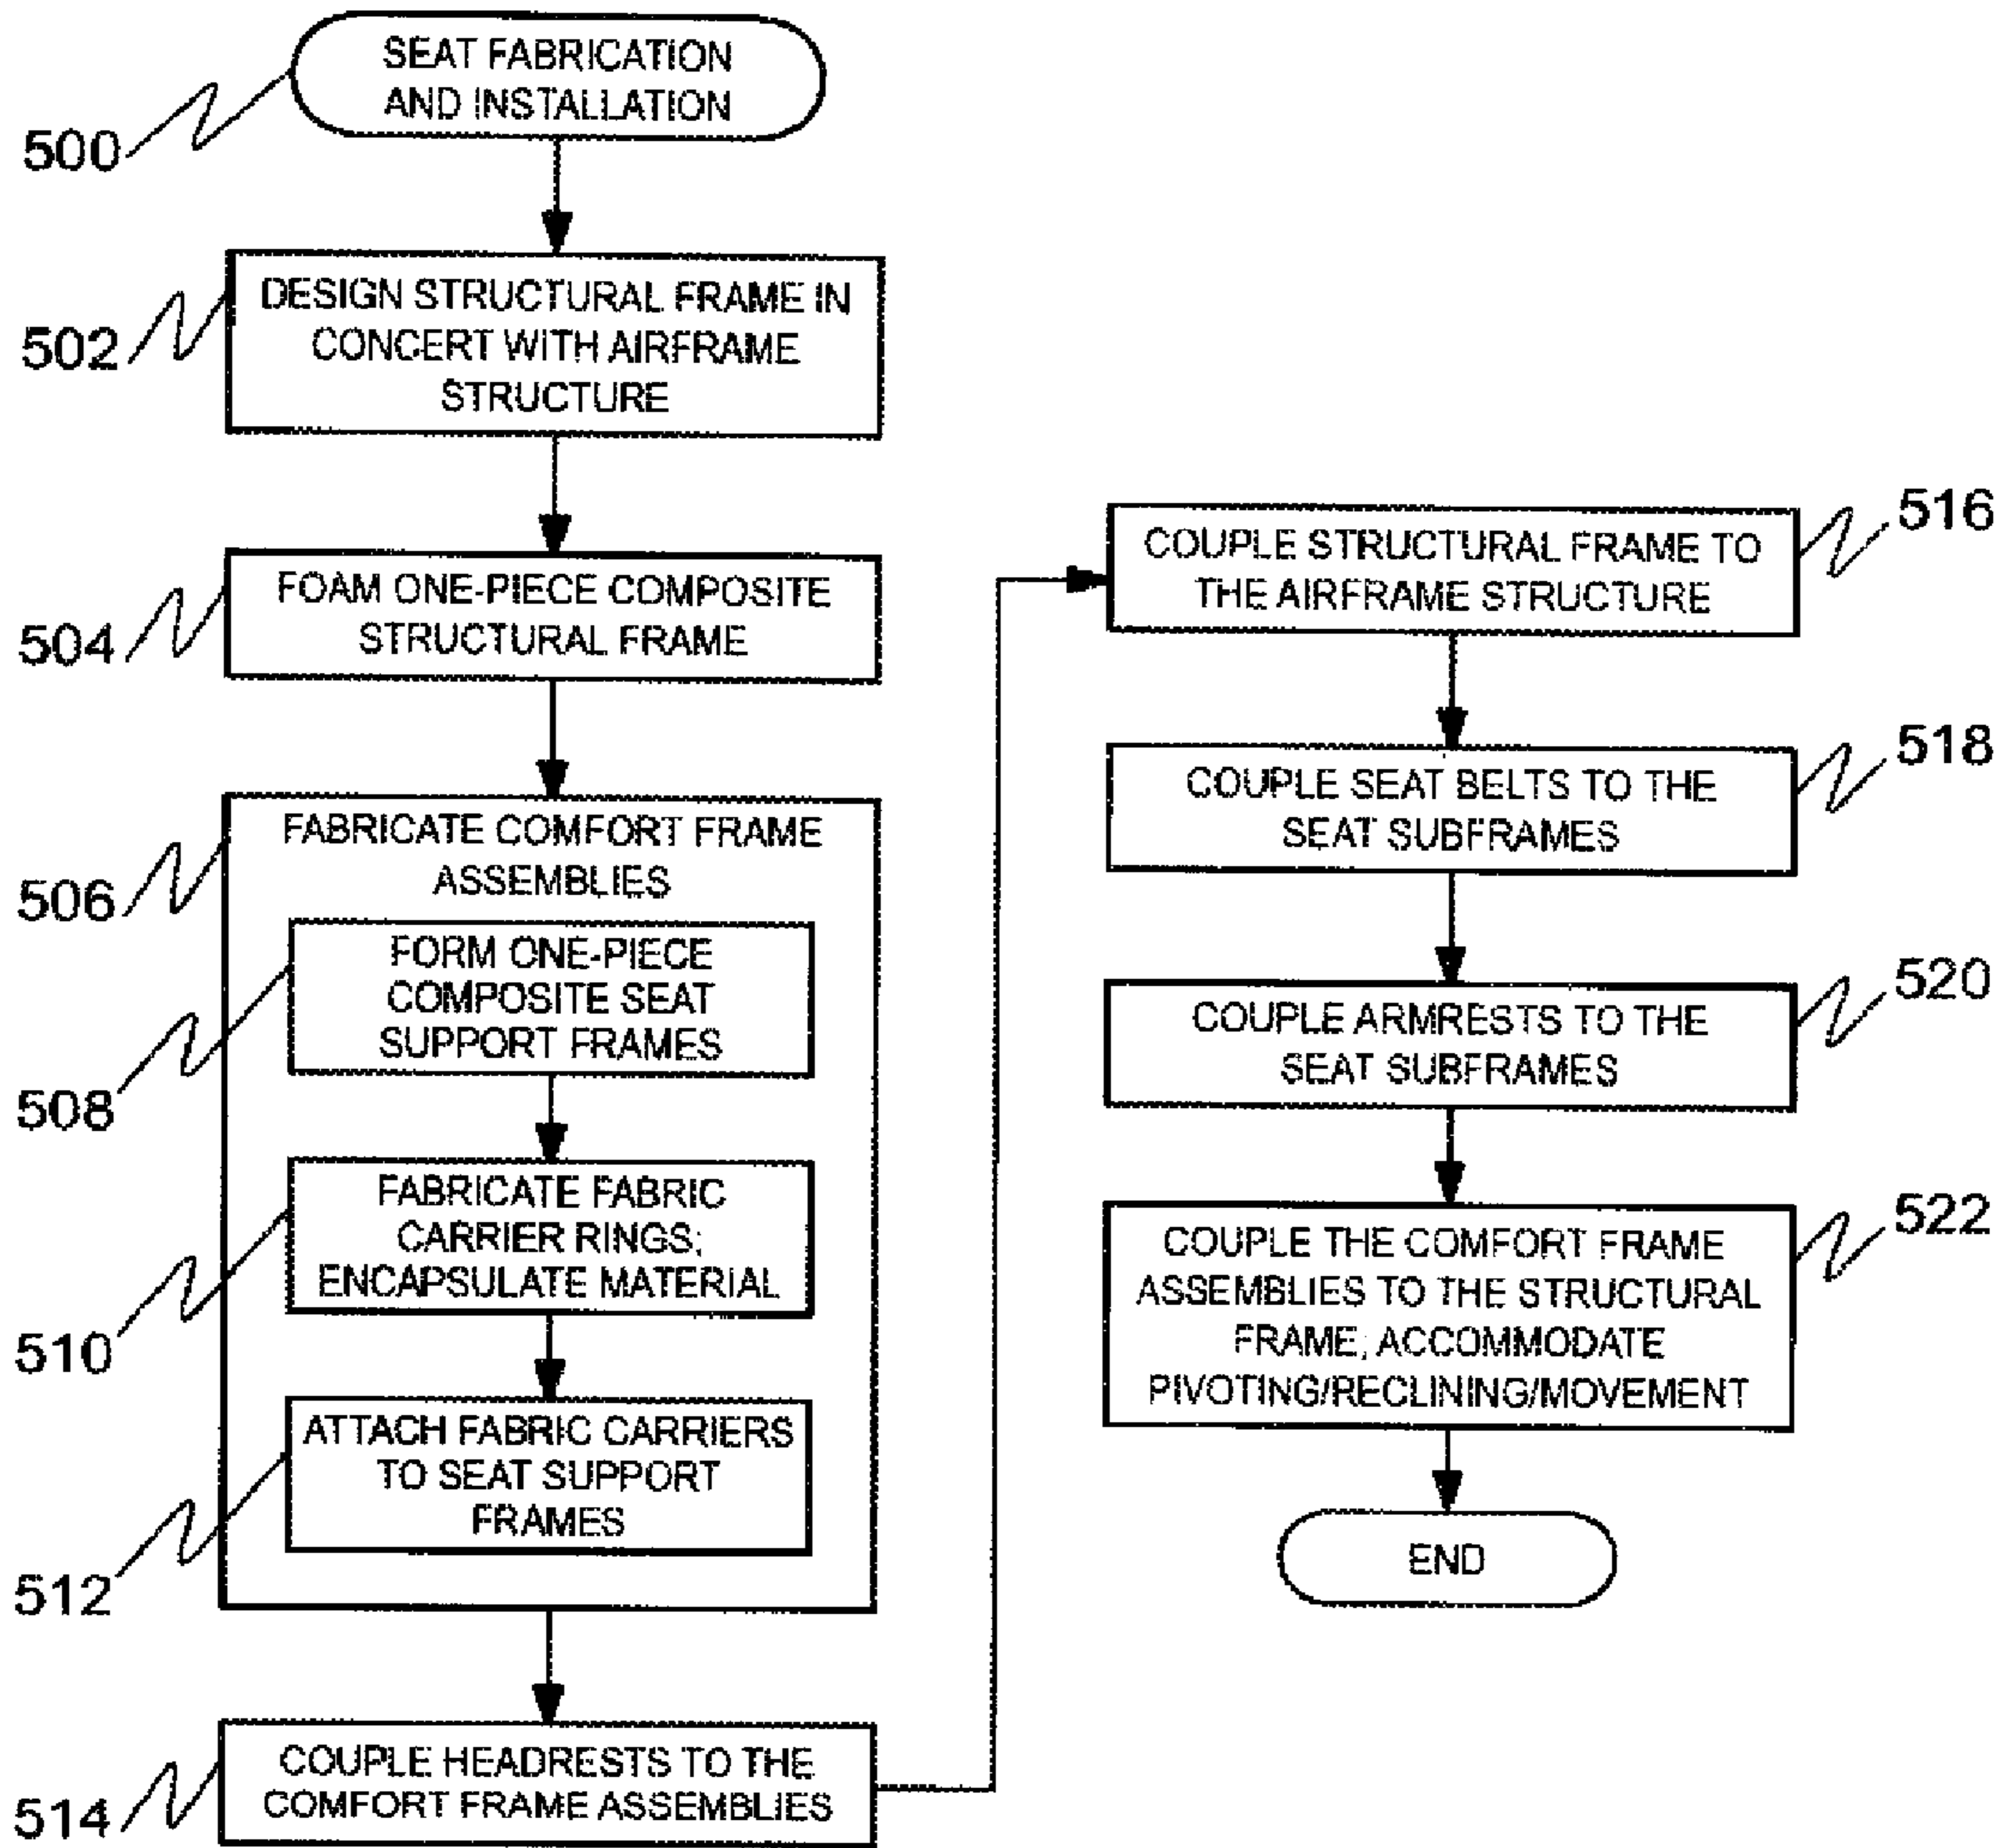 SEAT FABRICATION
AND INSTALLATION
500
DESIGN STRUCTURAL FRAME IN
CONCERT WITH AIRFRAME
STRUCTURE
502
FOAM ONE-PIECE COMPOSITE
STRUCTURAL FRAME
504
FABRICATE COMFORT FRAME
ASSEMBLIES
506
FORM ONE-PIECE
COMPOSITE SEAT
SUPPORT FRAMES
508
FABRICATE FABRIC
CARRIER RINGS;
ENCAPSULATE MATERIAL
510
ATTACH FABRIC CARRIERS
TO SEAT SUPPORT
FRAMES
512
COUPLE HEADRESTS TO THE
COMFORT FRAME ASSEMBLIES
514
COUPLE STRUCTURAL FRAME TO
THE AIRFRAME STRUCTURE
516
COUPLE SEAT BELTS TO THE
SEAT SUBFRAMES
518
COUPLE ARMRESTS TO THE
SEAT SUBFRAMES
520
COUPLE THE COMFORT FRAME
ASSEMBLIES TO THE STRUCTURAL
FRAME; ACCOMMODATE
PIVOTING/RECLINING/MOVEMENT
522
END